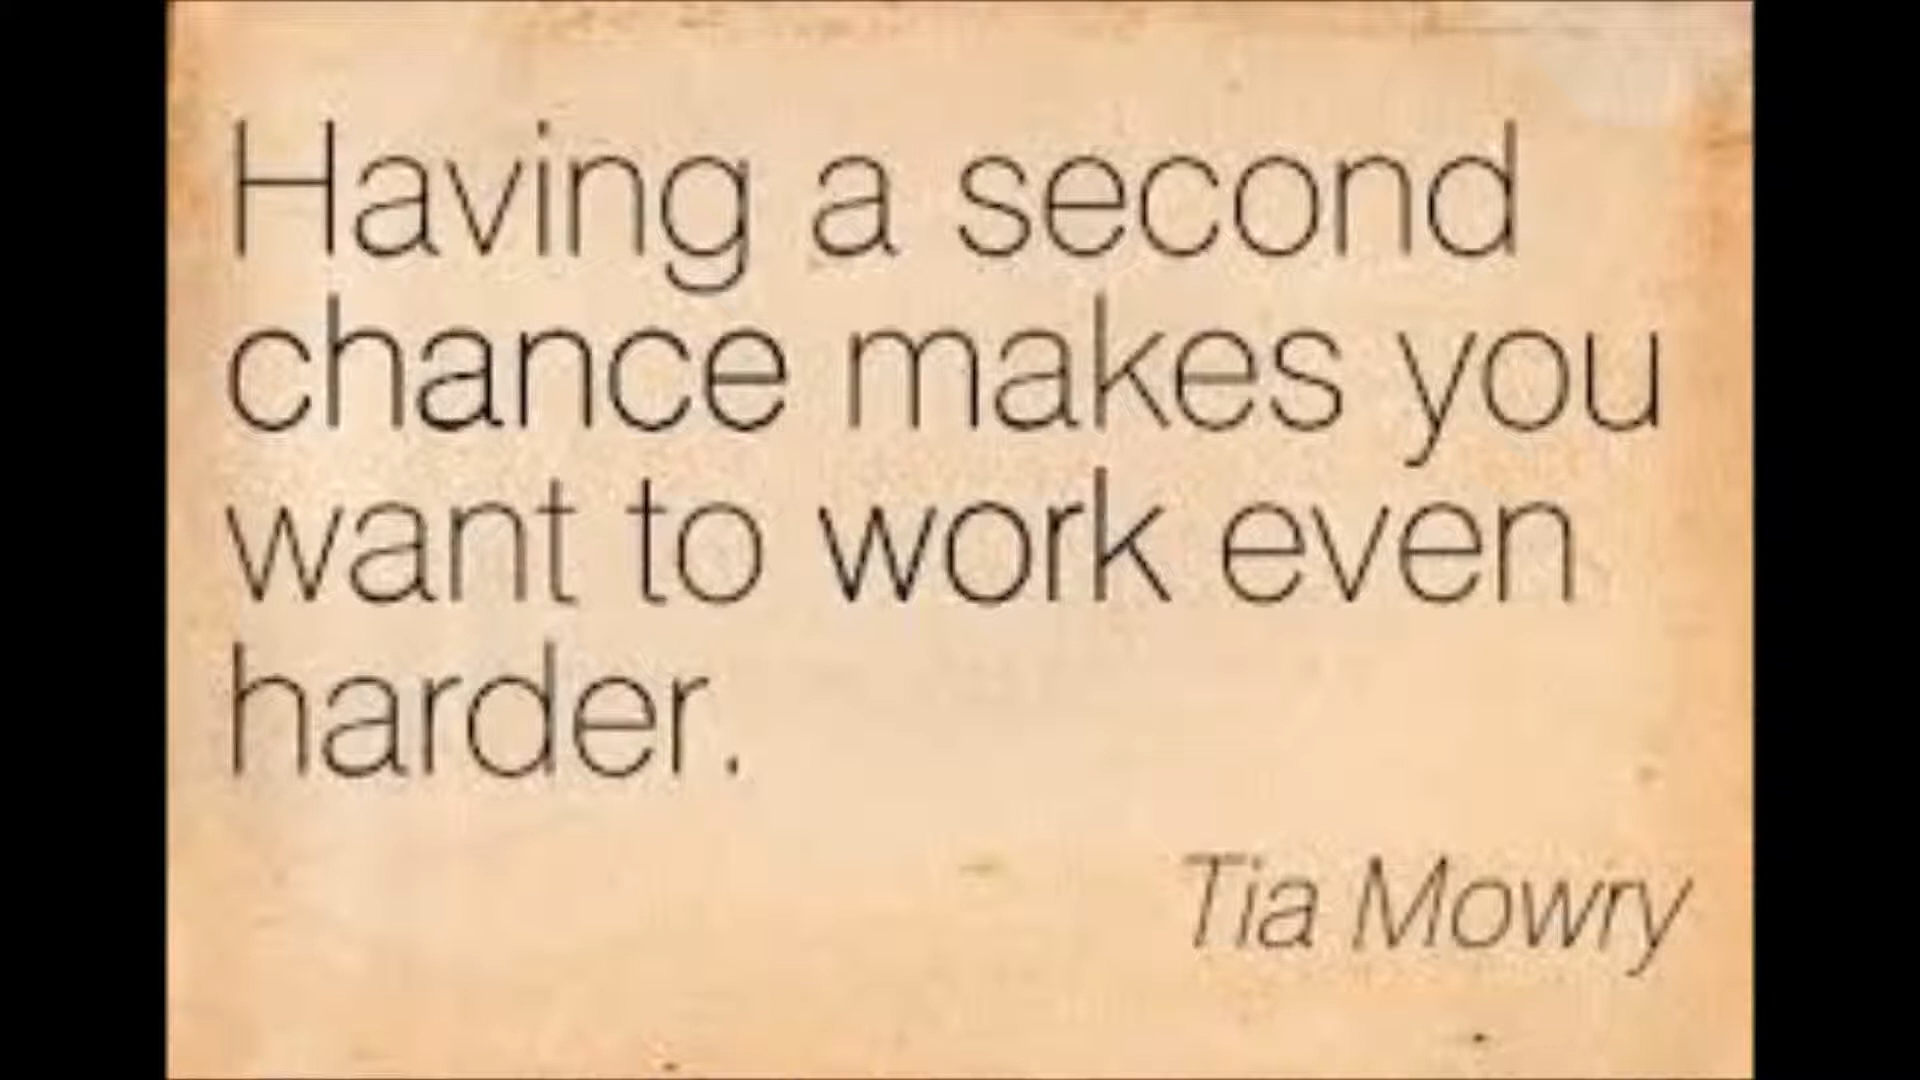 Having a second
chance makes you
want to work even
harder.
Tia Mowry